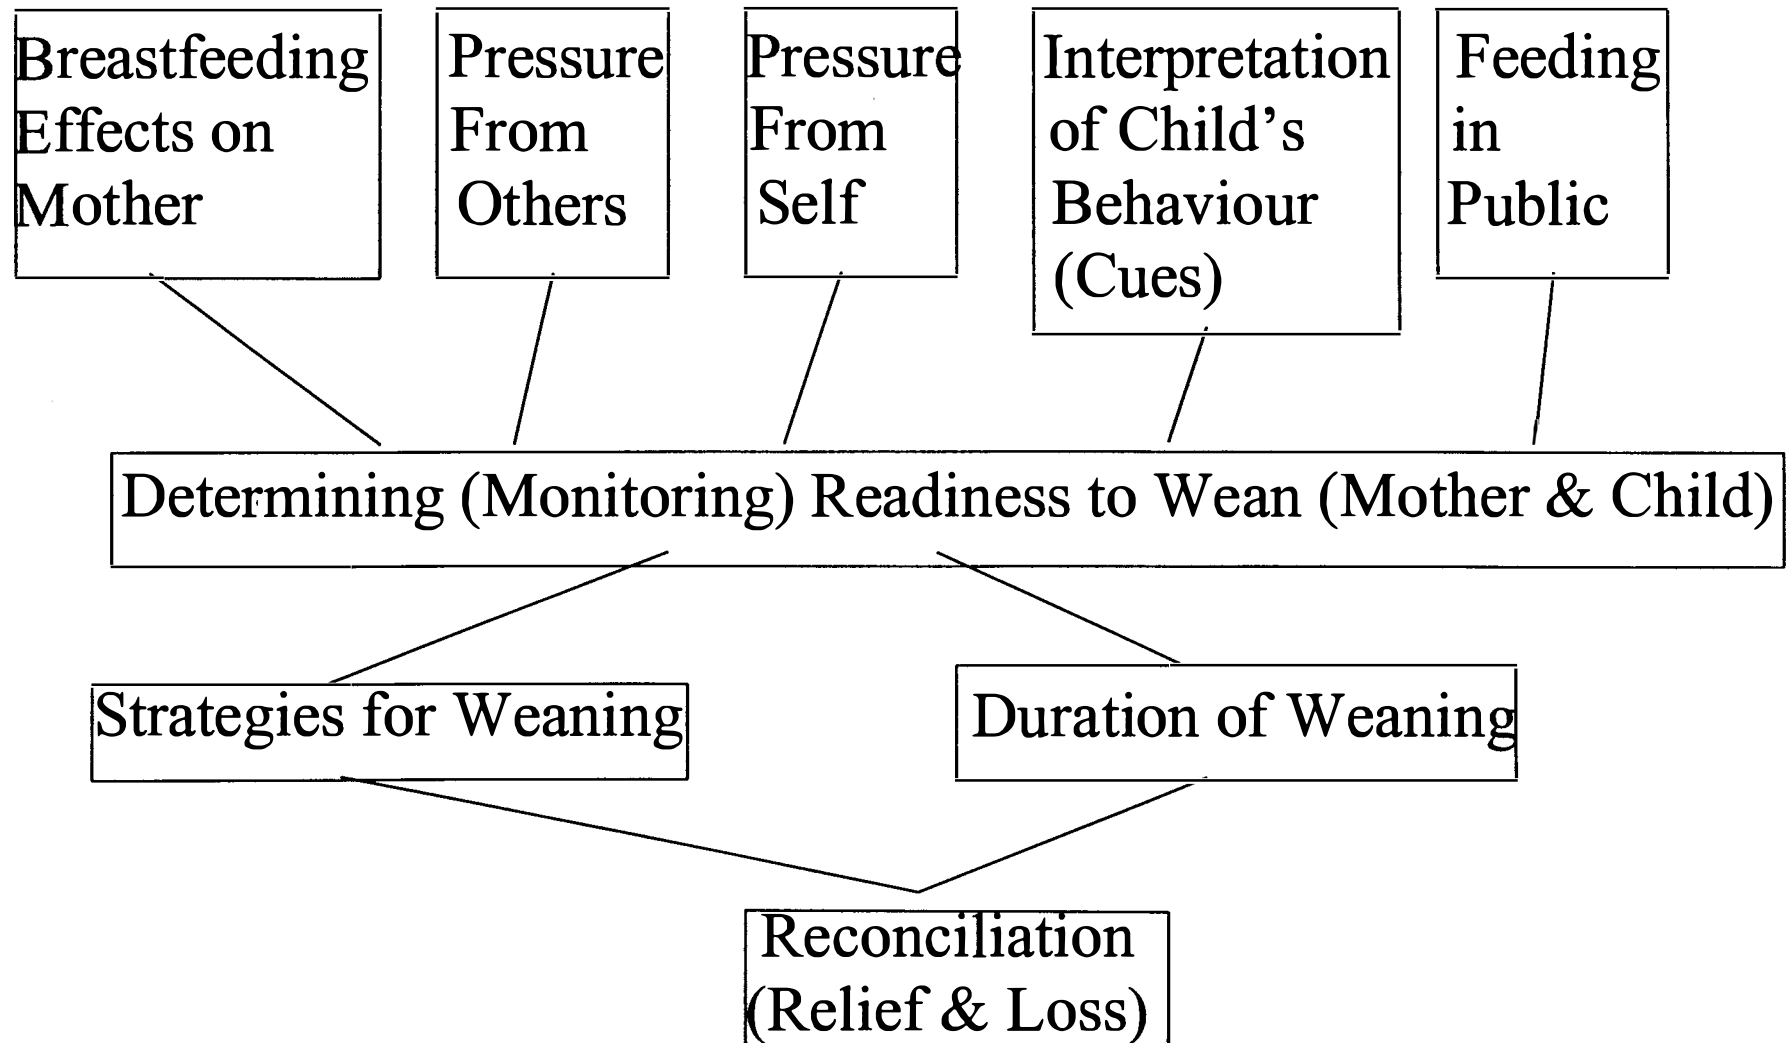 Breastfeeding
Effects on
Mother
Pressure
From
Others
Pressure
From
Self
Interpretation
of Child's
Behaviour
(Cues)
Feeding
in
Public
Determining (Monitoring) Readiness to Wean (Mother & Child)
Strategies for Weaning
Duration of Weaning
Reconciliation
(Relief & Loss)